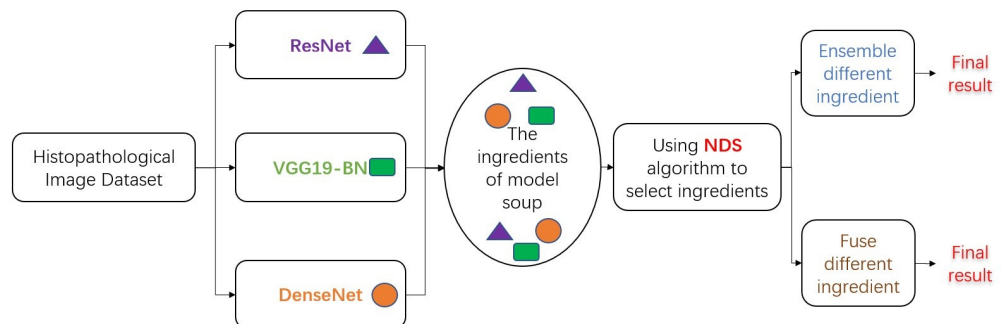 Histopathological
Image Dataset
ResNet
VGG19-BN
DenseNet
The
ingredients
of model
soup
Using NDS
algorithm to
select ingredients
Ensemble
different
ingredient
Final
result
Fuse
different
ingredient
Final
result